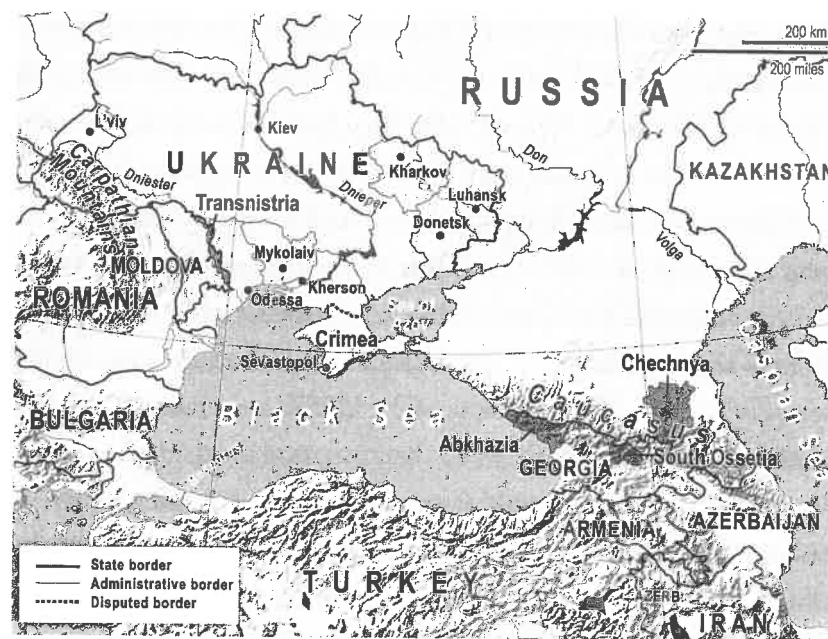 200 km
200 miles
RUSSIA
L'viv
Kiev
UKRAINE
Kharkov
Don
KAZAKHSTAN
Carpathian
Mountains
Dniester
Dnieper
Luhansk
Transnistria
Donetsk
Volga
Mykolaiv
MOLDOVA
ROMANIA
Kherson
Odessa
Crimea
Sevastopol
Chechnya
Caucasus
BULGARIA
Black Sea
Abkhazia
South Ossetia
GEORGIA
ARMENIA
AZERBAIJAN
State border
Administrative border
Disputed border
TURKEY
AZERB.
IRAN